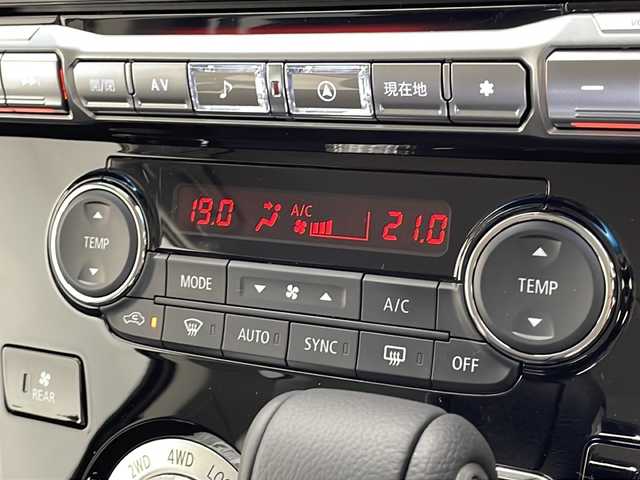 AV
現在地
19.0
A/C
21.0
TEMP
MODE
A/C
TEMP
AUTO
SYNC
OFF
REAR
2WD 4WD